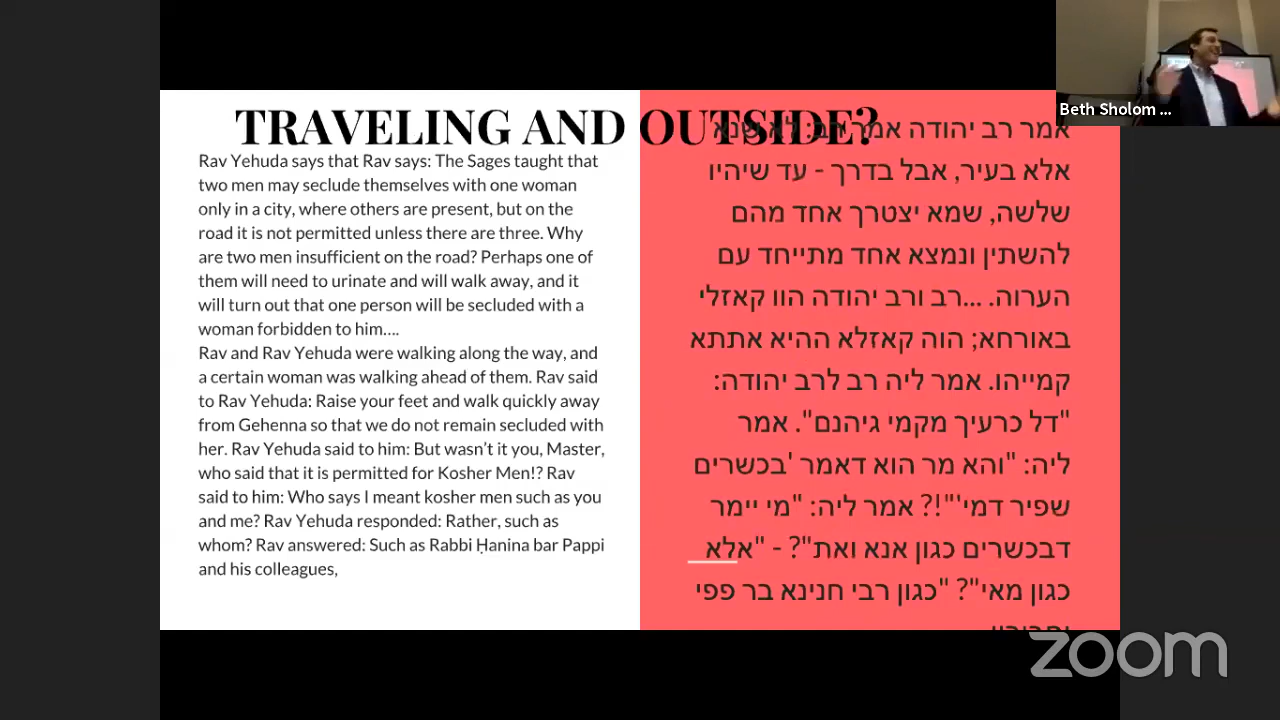 TRAVELING AND OUTSIDE?
Rav Yehuda says that Rav says: The Sages taught that
two men may seclude themselves with one woman
only in a city, where others are present, but on the
road it is not permitted unless there are three. Why
are two men insufficient on the road? Perhaps one of
them will need to urinate and will walk away, and it
will turn out that one person will be secluded with a
woman forbidden to him....
Rav and Rav Yehuda were walking along the way, and
a certain woman was walking ahead of them. Rav said
to Rav Yehuda: Raise your feet and walk quickly away
from Gehenna so that we do not remain secluded with
her. Rav Yehuda said to him: But wasn't it you, Master,
who said that it is permitted for Kosher Men!? Rav
said to him: Who says I meant kosher men such as you
and me? Rav Yehuda responded: Rather, such as
whom? Rav answered: Such as Rabbi Ḥanina bar Pappi
and his colleagues,
אמר רב יהודה אמר רב: לא שנא
אלא בעיר, אבל בדרך - עד שיהיו
שלשה, שמא יצטרך אחד מהם
להשתין ונמצא אחד מתייחד עם
הערוה. ...רב ורב יהודה הוו קאזלי
באורחא; הוה קאזלא ההיא אתתא
קמייהו. אמר ליה רב לרב יהודה:
"דל כרעיך מקמי גיהנם". אמר
ליה: "והא מר הוא דאמר 'בכשרים
שפיר דמי'"!? אמר ליה: "מי יימר
דבכשרים כגון אנא ואת"? - "אלא
כגון מאי"? "כגון רבי חנינא בר פפי
Beth Sholom ...
zoom